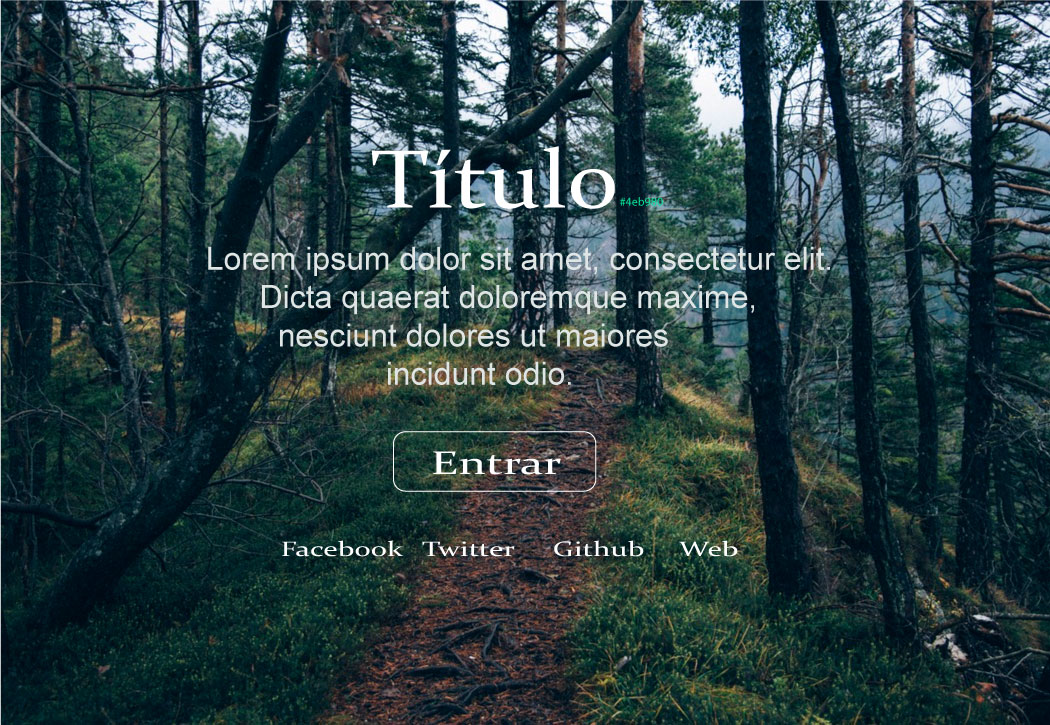 Título
#4eb980
Lorem ipsum dolor sit amet, consectetur elit.
Dicta quaerat doloremque maxime,
nesciunt dolores ut maiores
incidunt odio.
Entrar
Facebook Twitter Github Web